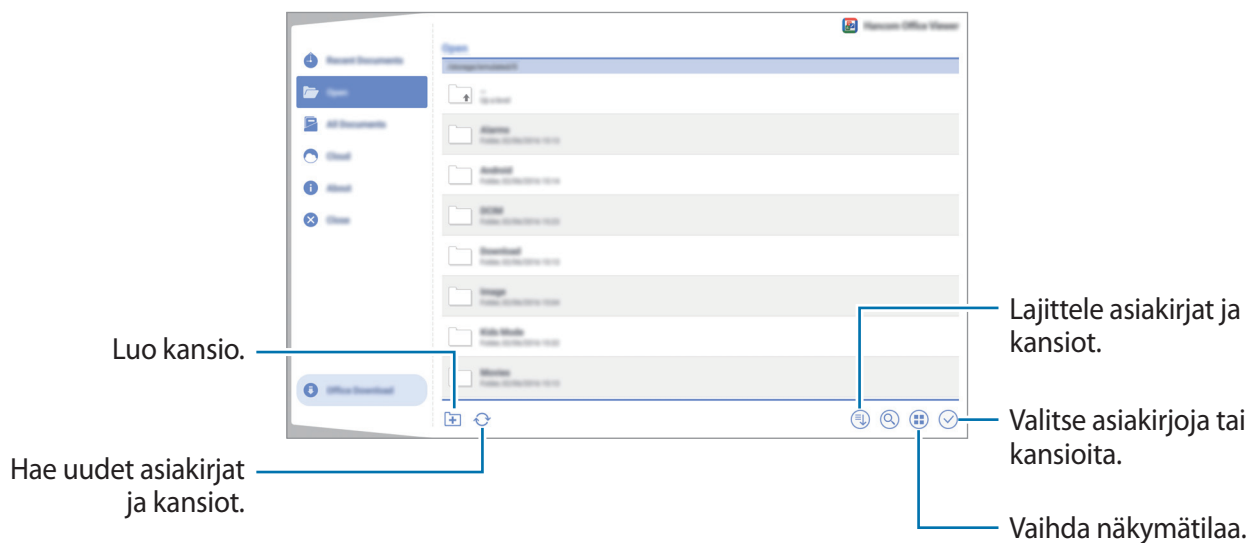 Hancom Office Viewer
Recent Documents
Open
All Documents
Cloud
About
Close
Office Download
Open
Up a level
Alarms
Android
DCIM
Download
Image
Kids Mode
Movies
Luo kansio.
Hae uudet asiakirjat
ja kansiot.
Lajittele asiakirjat ja
kansiot.
Valitse asiakirjoja tai
kansioita.
Vaihda näkymätilaa.